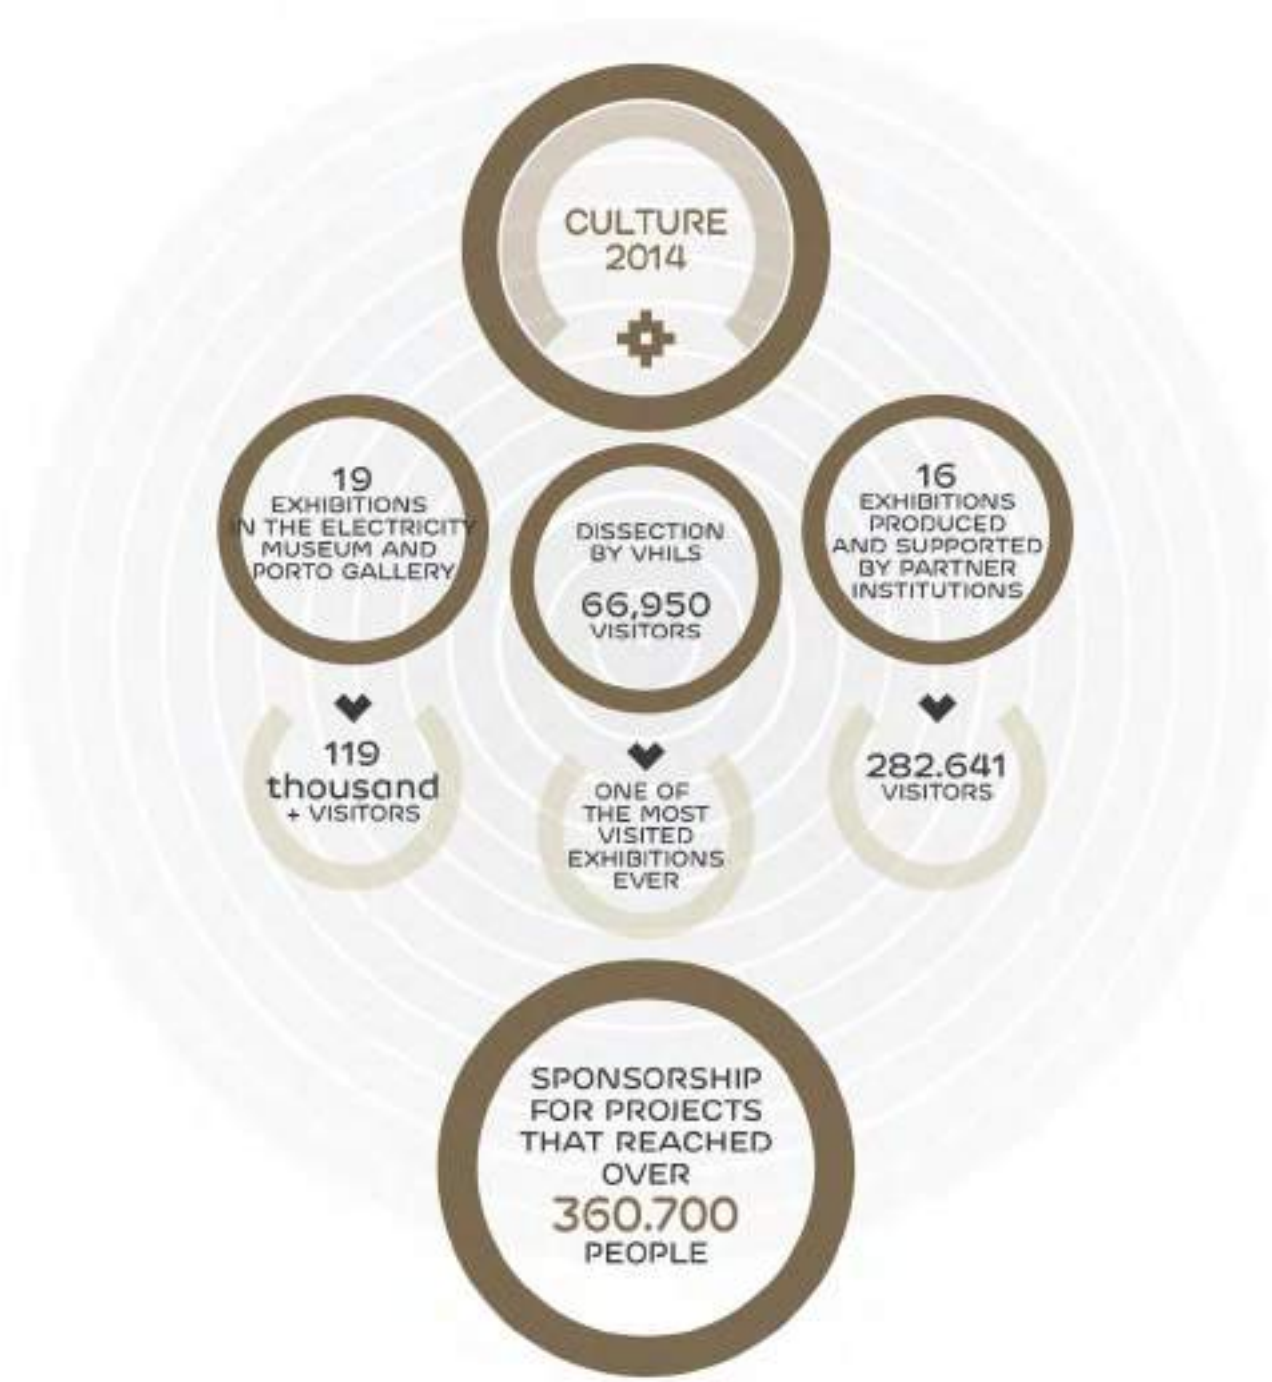 CULTURE
2014
19
EXHIBITIONS
IN THE ELECTRICITY
MUSEUM AND
PORTO GALLERY
119
thousand
+ VISITORS
DISSECTION
BY VHILS
66,950
VISITORS
ONE OF
THE MOST
VISITED
EXHIBITIONS
EVER
16
EXHIBITIONS
PRODUCED
AND SUPPORTED
BY PARTNER
INSTITUTIONS
282.641
VISITORS
SPONSORSHIP
FOR PROJECTS
THAT REACHED
OVER
360.700
PEOPLE